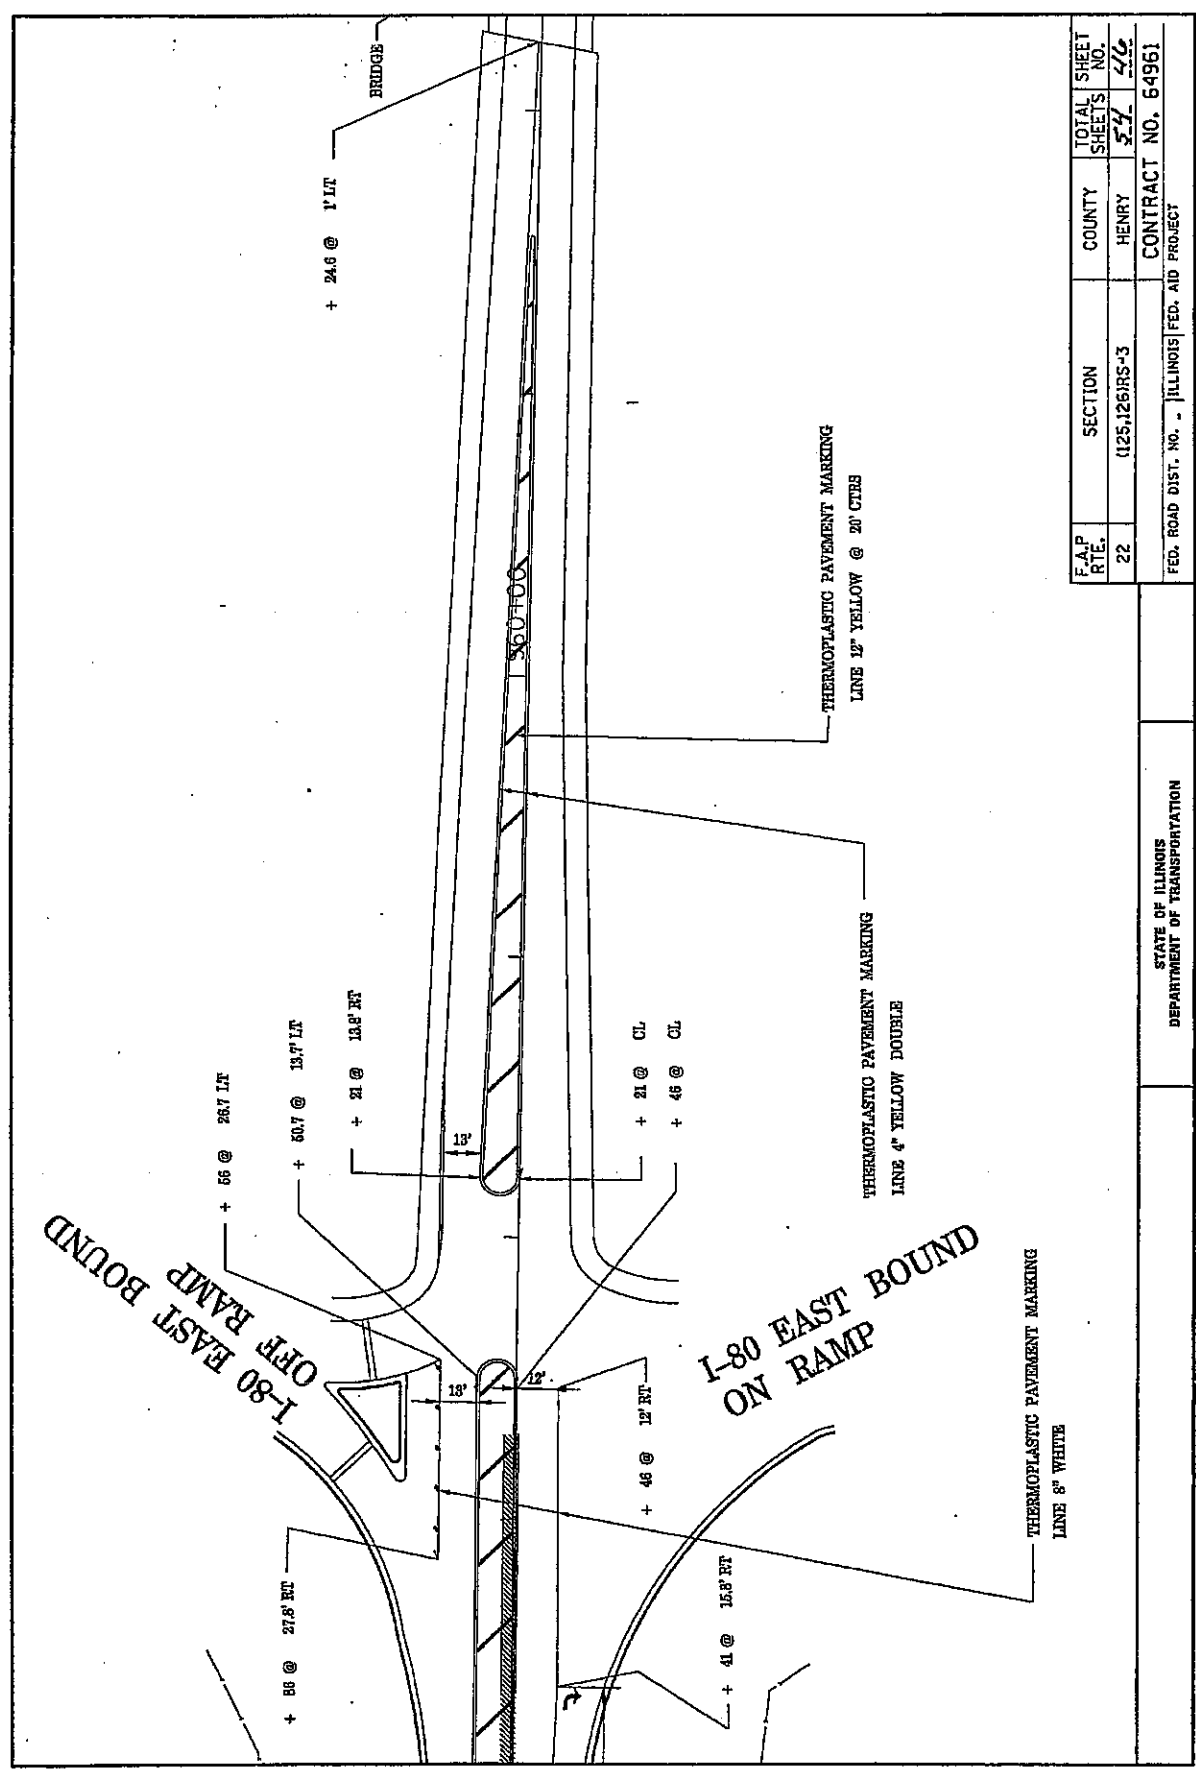 BRIDGE
+ 24.6 @ 1' LT
+ 56 @ 26.7 LT
+ 50.7 @ 13.7' LT
+ 21 @ 13.2' RT
13'
I-80 EAST BOUND
OFF RAMP
560+00
+ 21 @ CL
+ 46 @ CL
13'
12'
+ 46 @ 12' RT
+ 86 @ 27.8' RT
+ 41 @ 15.8' RT
I-80 EAST BOUND
ON RAMP
THERMOPLASTIC PAVEMENT MARKING
LINE 12" YELLOW @ 20' CTRS
THERMOPLASTIC PAVEMENT MARKING
LINE 4" YELLOW DOUBLE
THERMOPLASTIC PAVEMENT MARKING
LINE 8" WHITE
STATE OF ILLINOIS
DEPARTMENT OF TRANSPORTATION
F.A.P RTE. SECTION COUNTY TOTAL SHEETS SHEET NO.
22 (125,126)RS-3 HENRY 54 46
CONTRACT NO. 64961
FED. ROAD DIST. NO. - ILLINOIS FED. AID PROJECT